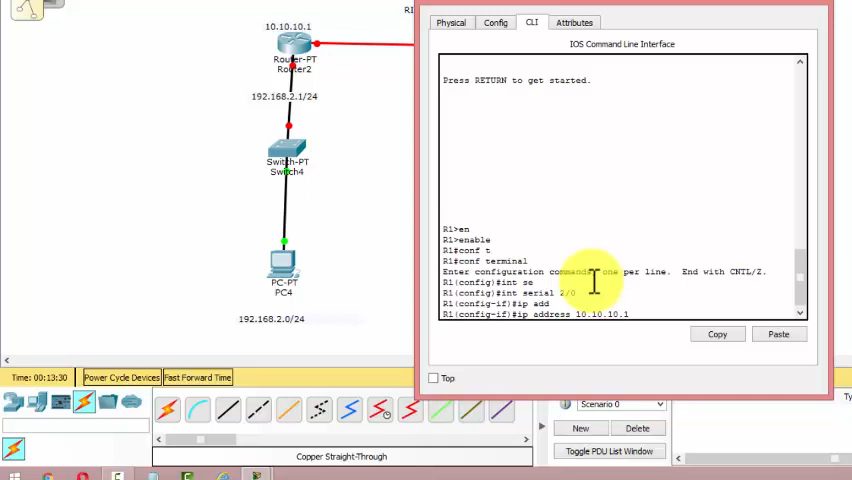 RI
10.10.10.1
Router-PT
Router2
192.168.2.1/24
Switch-PT
Switch4
PC-PT
PC4
192.168.2.0/24
Physical Config CLI Attributes
IOS Command Line Interface
Press RETURN to get started.
R1>en
R1>enable
R1#conf t
R1#conf terminal
Enter configuration commands, one per line. End with CNTL/Z.
R1(config)#int se
R1(config)#int serial 2/0
R1(config-if)#ip add
R1(config-if)#ip address 10.10.10.1
Copy Paste
Top
Time: 00:13:30 Power Cycle Devices Fast Forward Time
Scenario 0
New Delete
Toggle PDU List Window
Copper Straight-Through